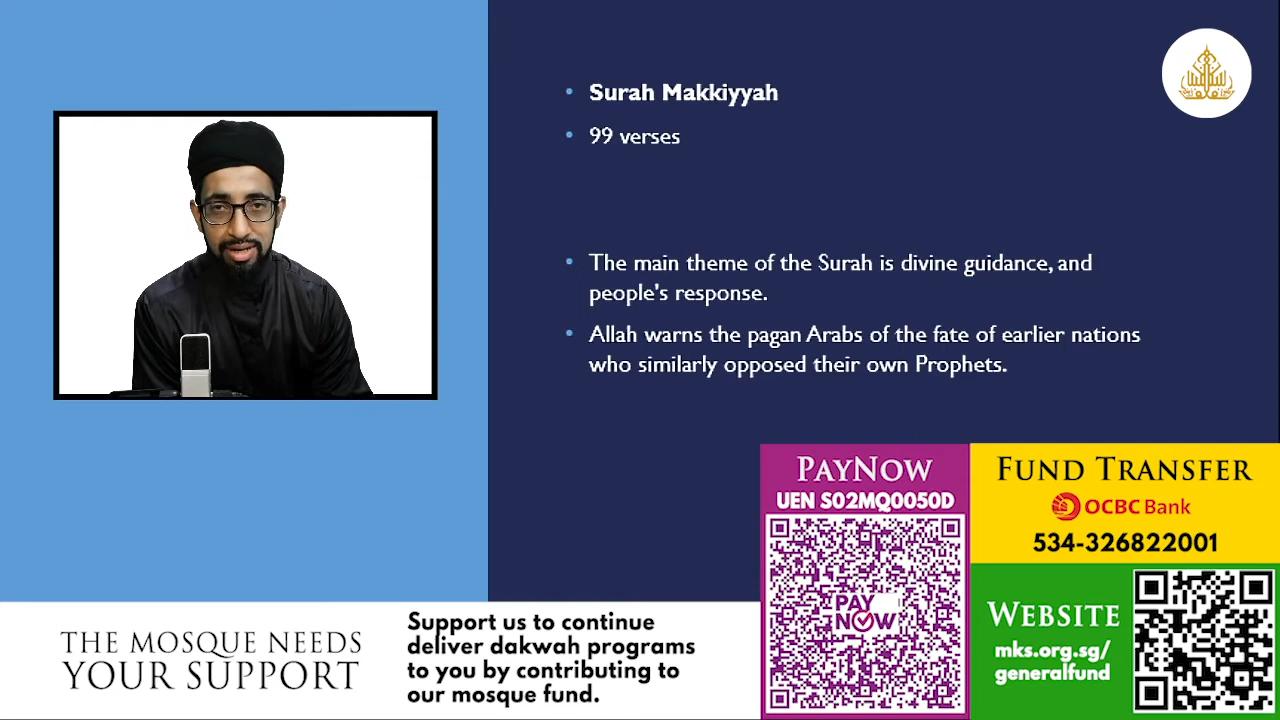 Surah Makkiyyah
99 verses
The main theme of the Surah is divine guidance, and
people's response.
Allah warns the pagan Arabs of the fate of earlier nations
who similarly opposed their own Prophets.
PAYNOW
UEN S02MQ0050D
PAY
NOW
FUND TRANSFER
OCBC Bank
534-326822001
WEBSITE
mks.org.sg/
generalfund
THE MOSQUE NEEDS
YOUR SUPPORT
Support us to continue
deliver dakwah programs
to you by contributing to
our mosque fund.